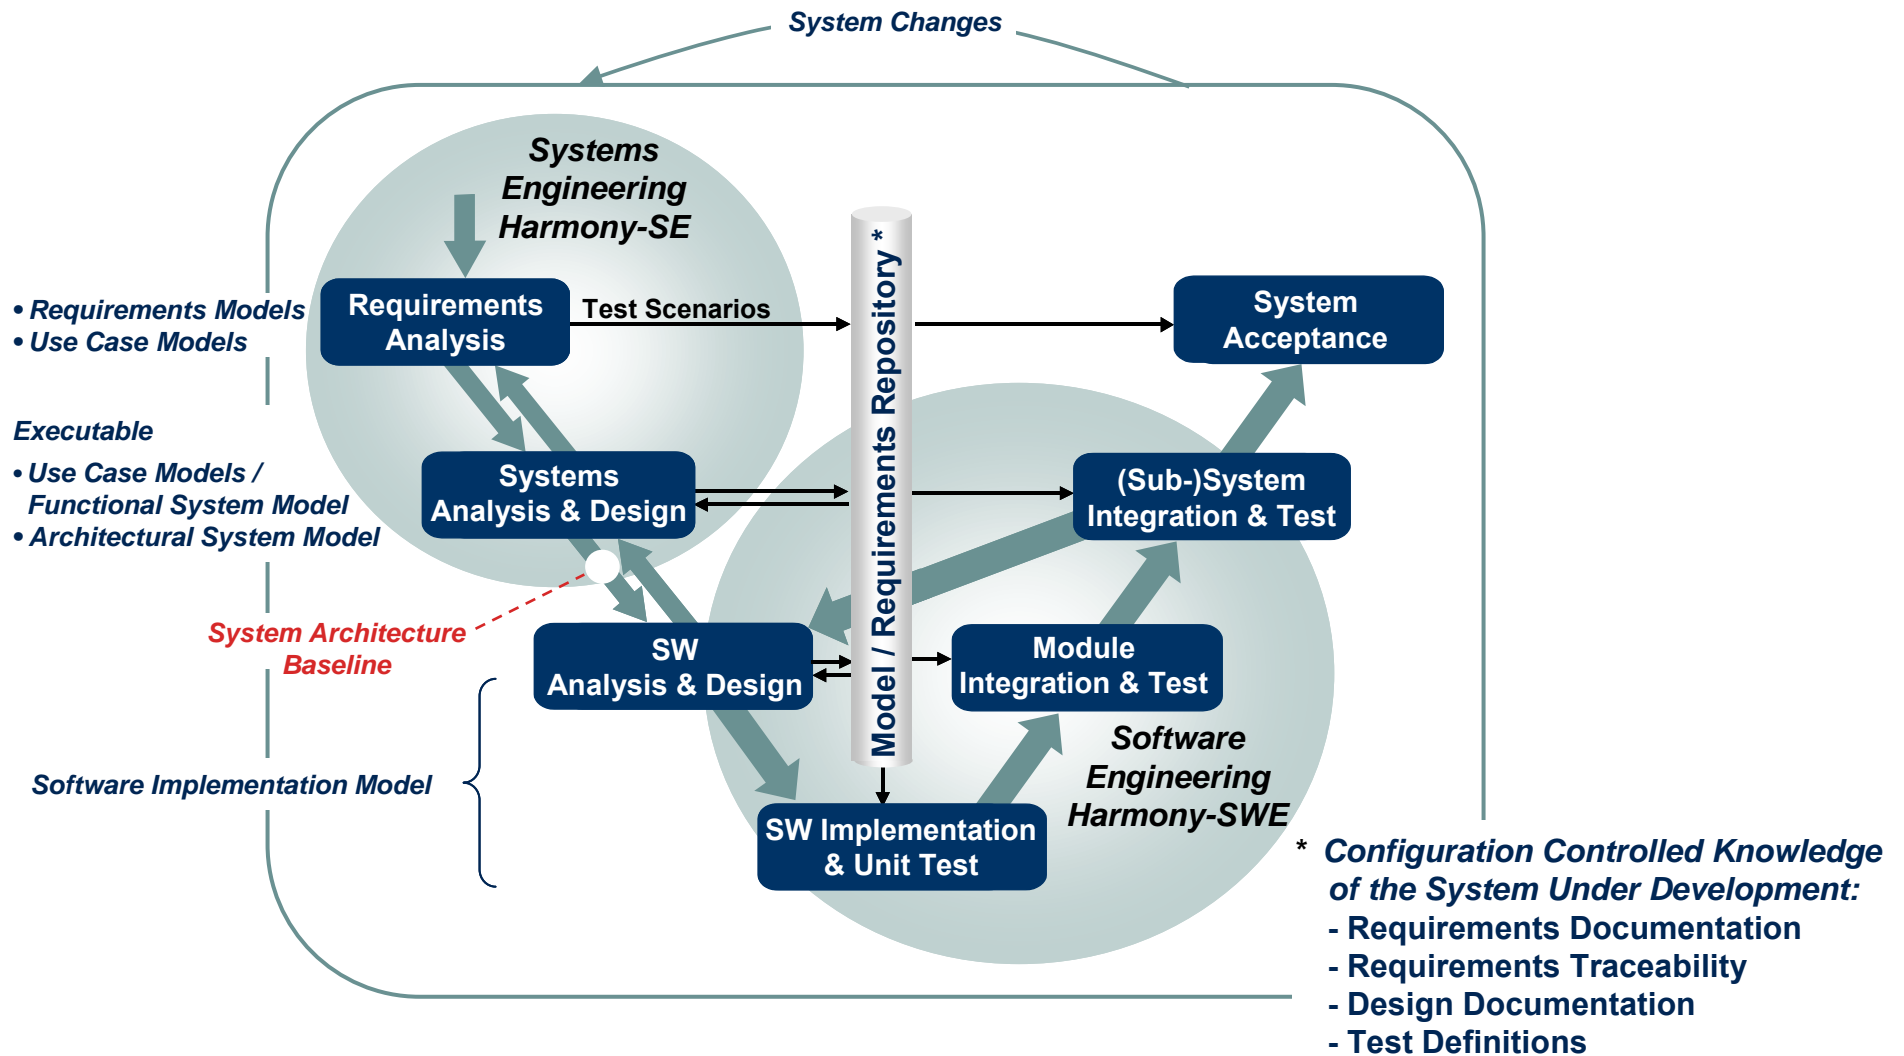 System Changes
Systems
Engineering
Harmony-SE
Model / Requirements Repository *
• Requirements Models
• Use Case Models
Requirements
Analysis
Test Scenarios
System
Acceptance
Executable
• Use Case Models /
Functional System Model
• Architectural System Model
Systems
Analysis & Design
(Sub-)System
Integration & Test
System Architecture
Baseline
SW
Analysis & Design
Module
Integration & Test
Software Implementation Model
Software
Engineering
Harmony-SWE
SW Implementation
& Unit Test
* Configuration Controlled Knowledge
of the System Under Development:
- Requirements Documentation
- Requirements Traceability
- Design Documentation
- Test Definitions